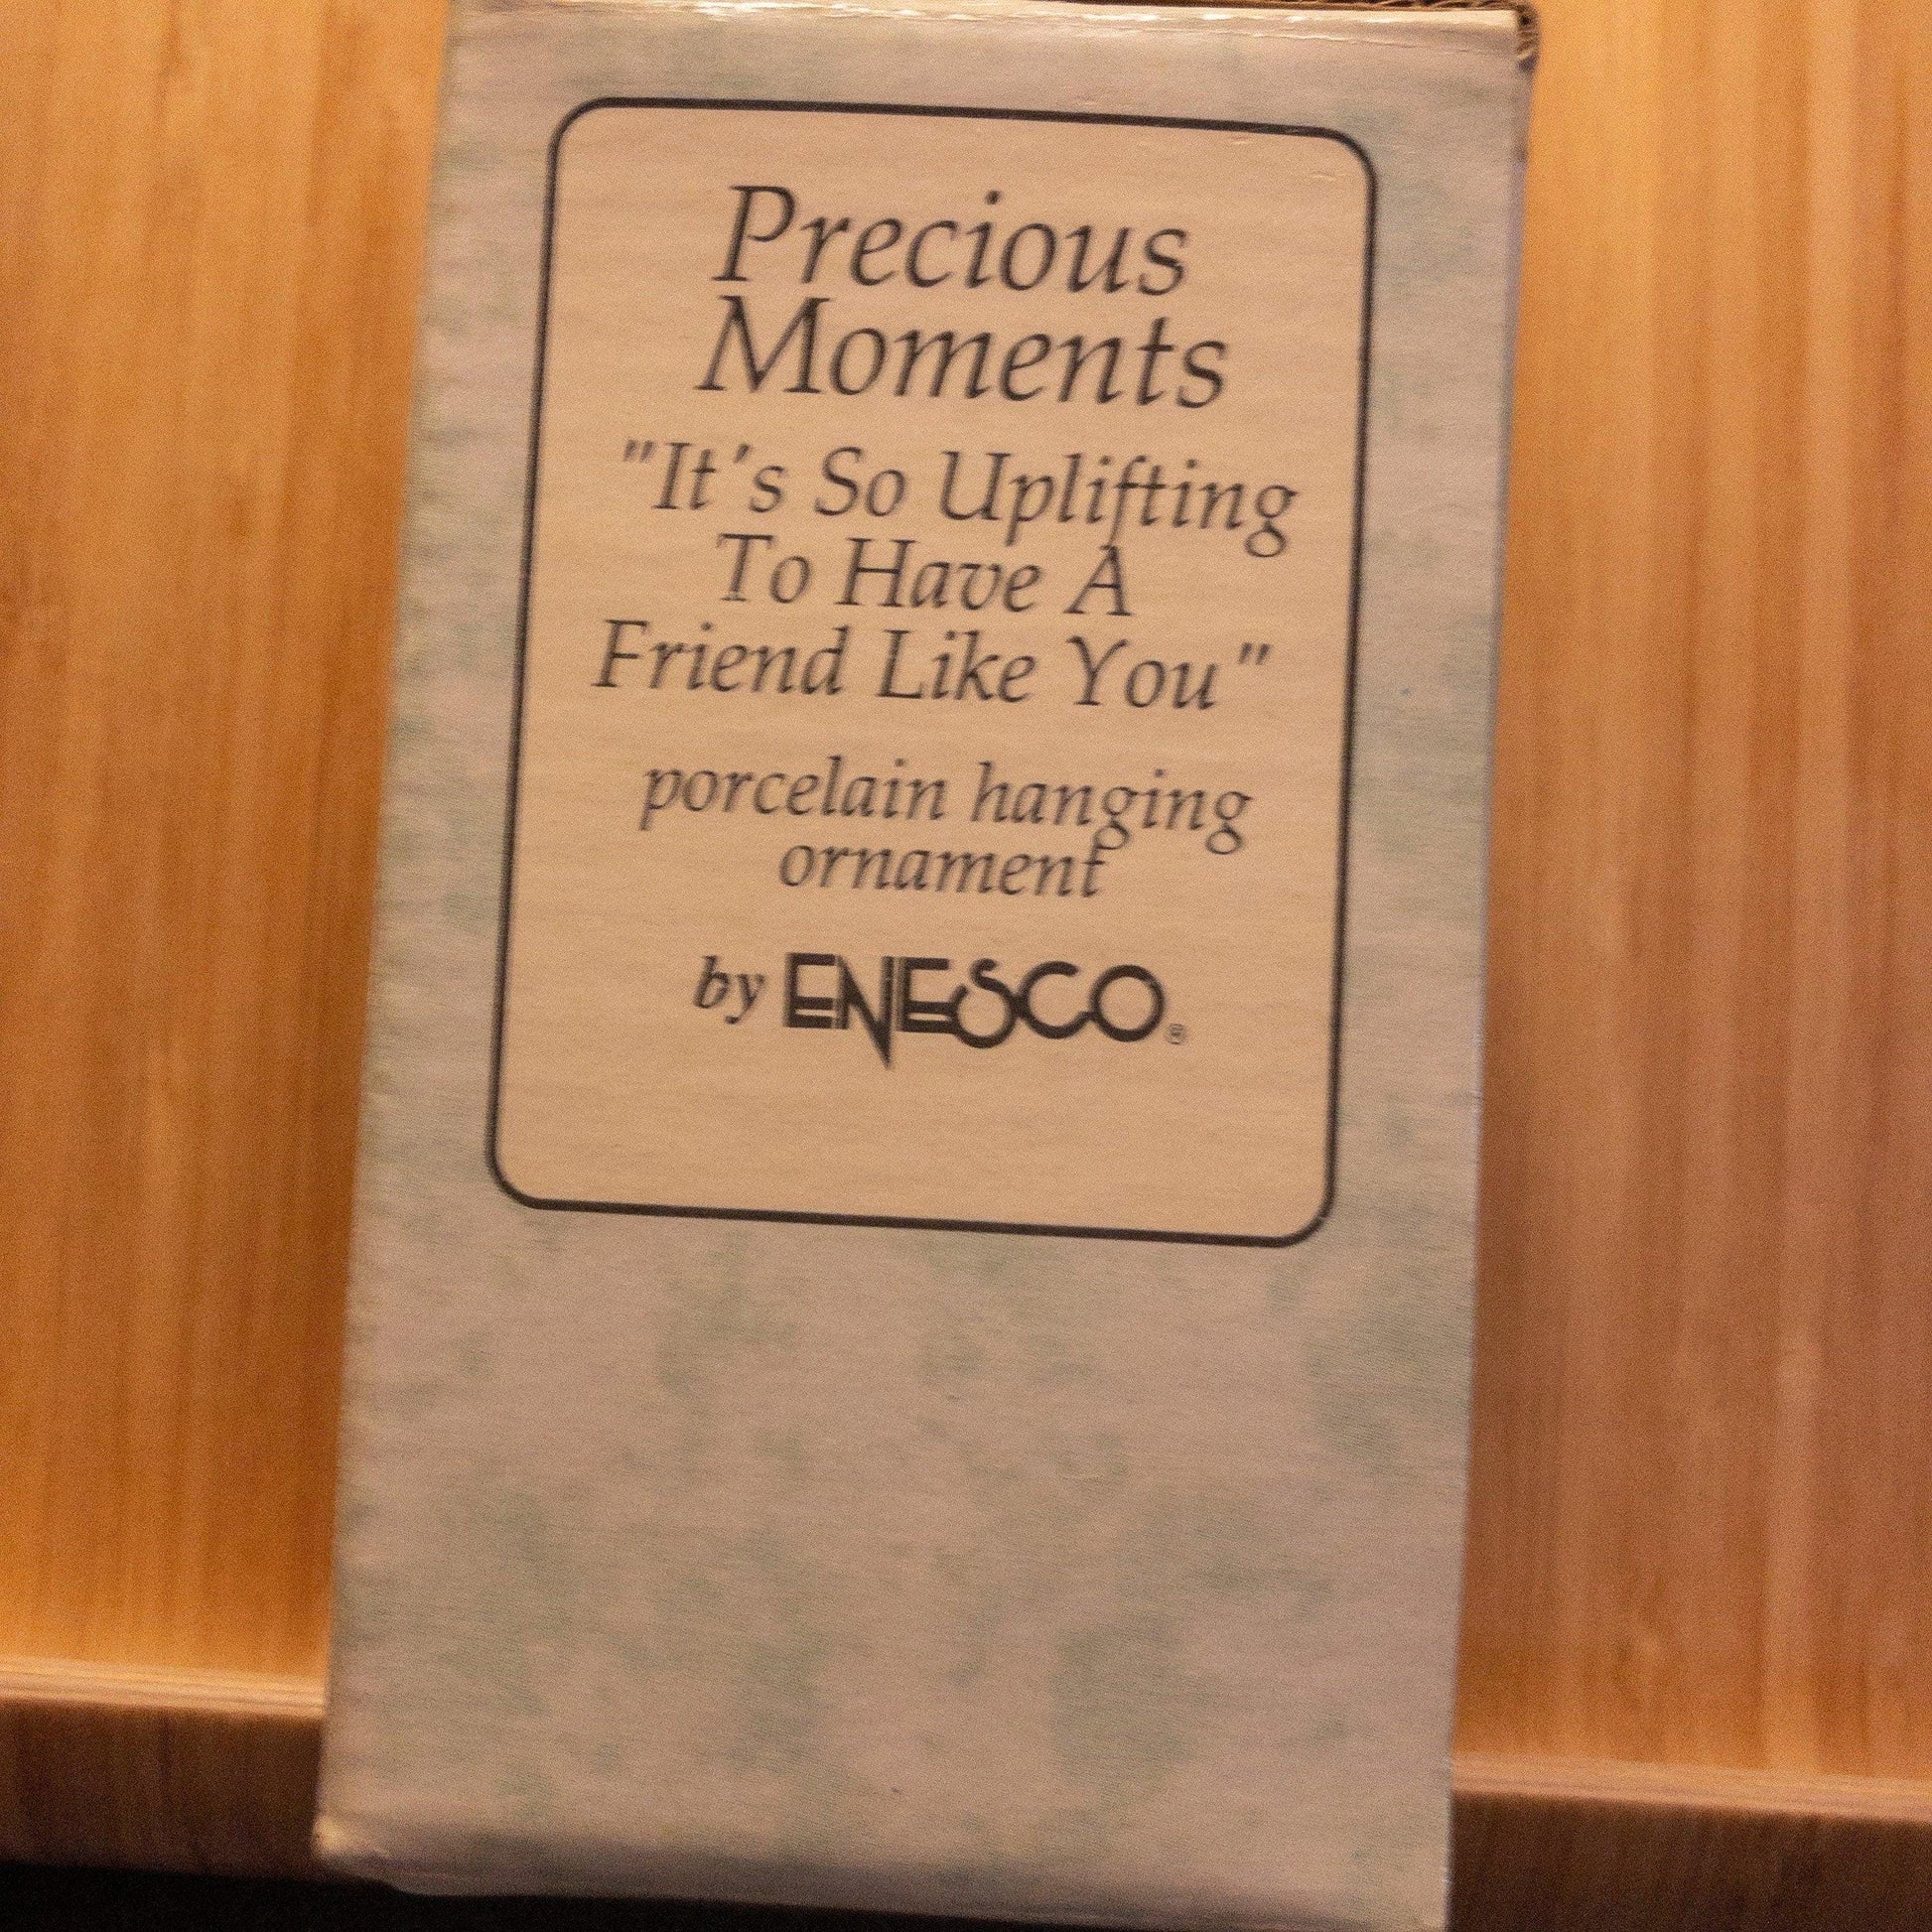 Precious
Moments
"It's So Uplifting
To Have A
Friend Like You"
porcelain hanging
ornament
by ENESCO®